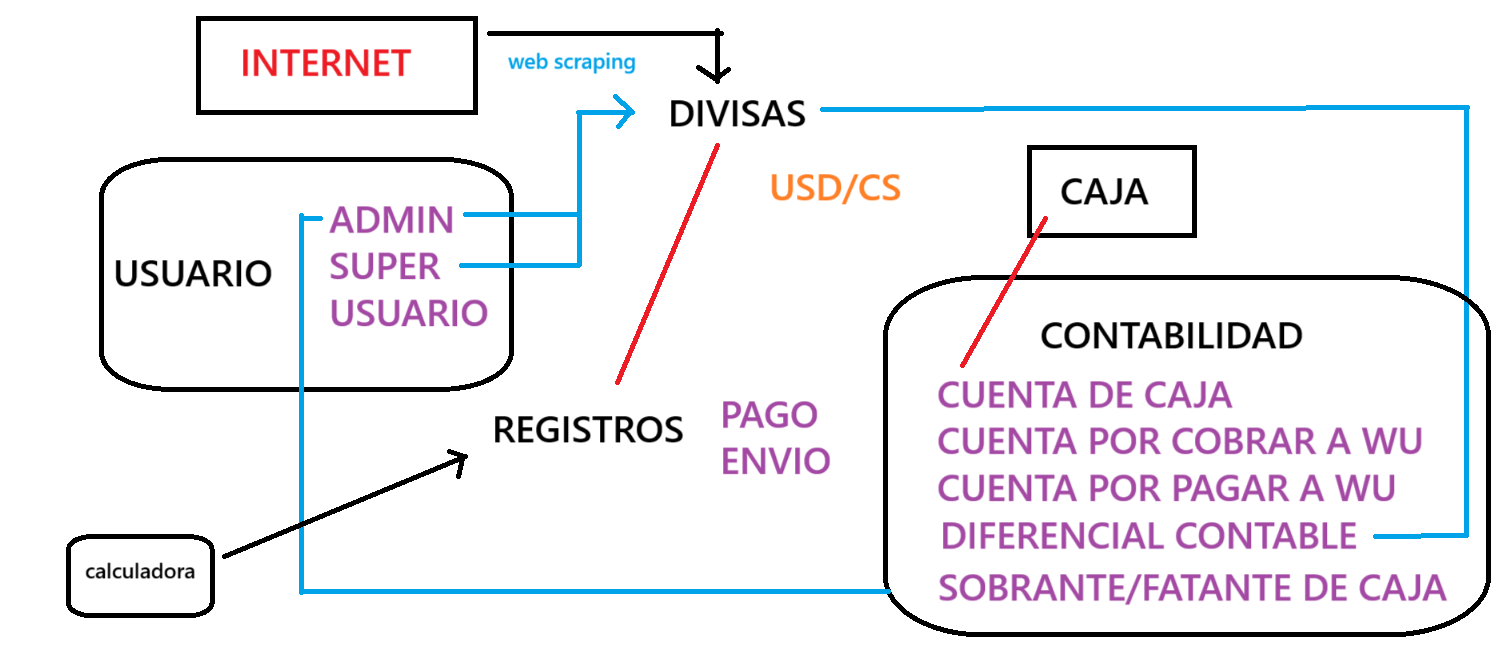 INTERNET
web scraping
DIVISAS
USD/CS
CAJA
USUARIO
ADMIN
SUPER
USUARIO
REGISTROS
PAGO
ENVIO
calculadora
CONTABILIDAD
CUENTA DE CAJA
CUENTA POR COBRAR A WU
CUENTA POR PAGAR A WU
DIFERENCIAL CONTABLE
SOBRANTE/FATANTE DE CAJA